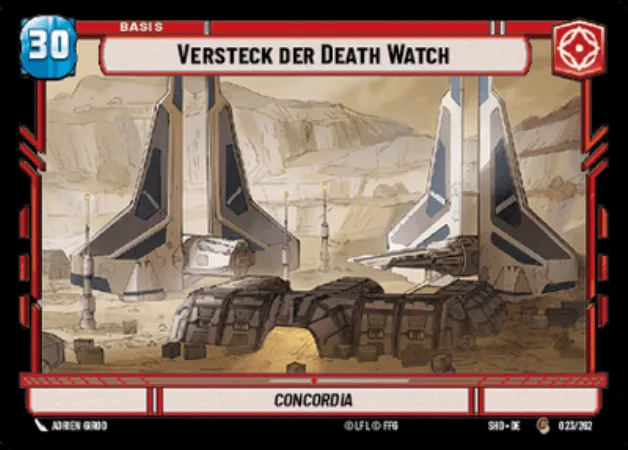 BASIS
30
VERSTECK DER DEATH WATCH
CONCORDIA
ADRIEN GIROD
© LFL © FFG
SHD • DE
023/262